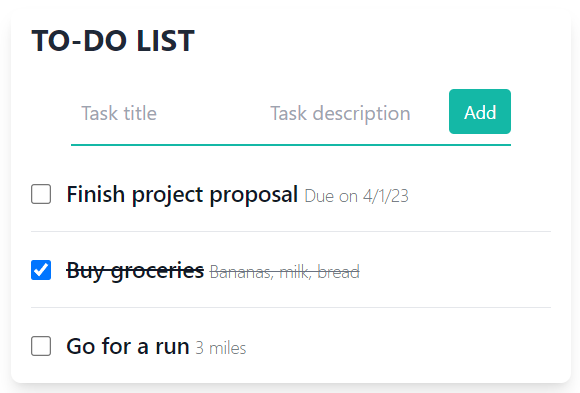 TO-DO LIST
Task title Task description Add
Finish project proposal Due on 4/1/23
Buy groceries Bananas, milk, bread
Go for a run 3 miles